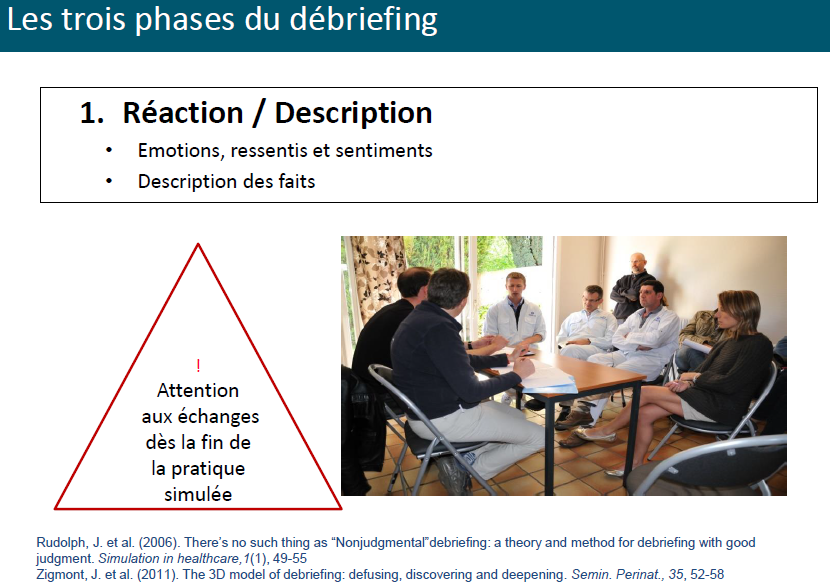 Les trois phases du débriefing
1. Réaction / Description
• Emotions, ressentis et sentiments
• Description des faits
!
Attention
aux échanges
dès la fin de
la pratique
simulée
Rudolph, J. et al. (2006). There’s no such thing as “Nonjudgmental”debriefing: a theory and method for debriefing with good
judgment. Simulation in healthcare,1(1), 49-55
Zigmont, J. et al. (2011). The 3D model of debriefing: defusing, discovering and deepening. Semin. Perinat., 35, 52-58